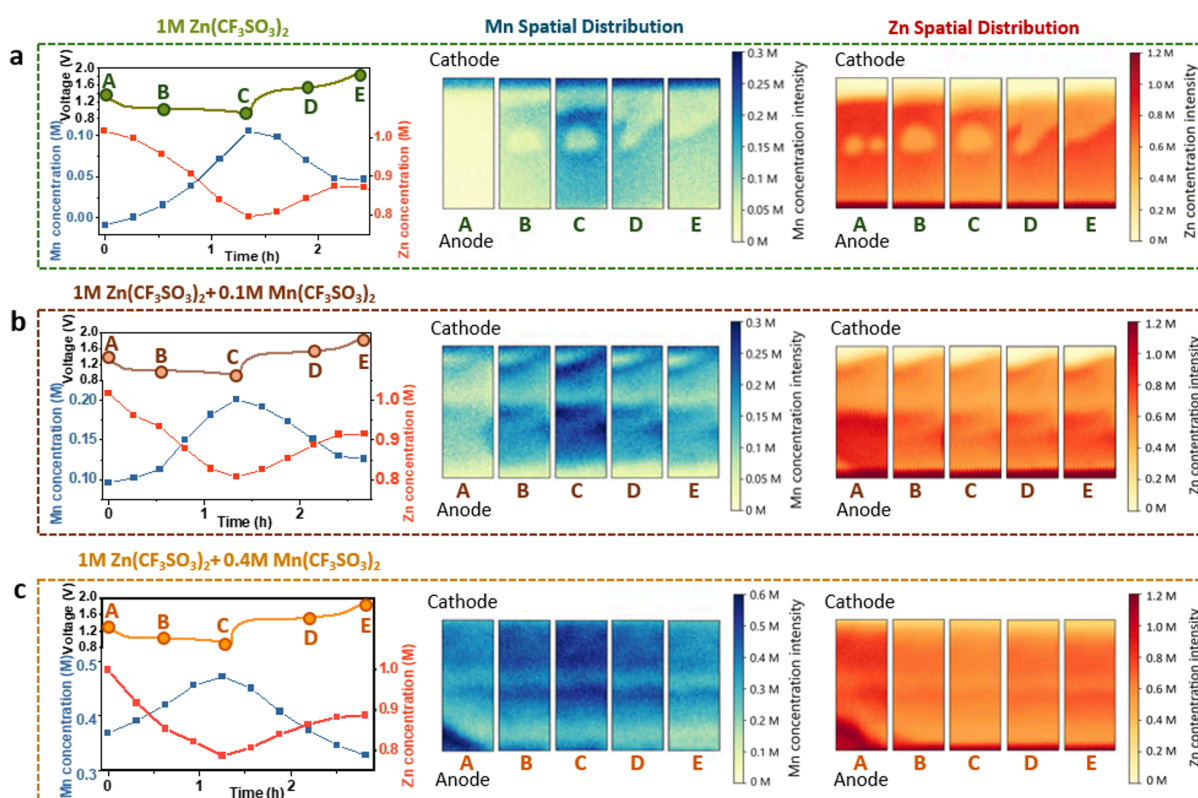 1M Zn(CF₃SO₃)₂
Mn Spatial Distribution
Zn Spatial Distribution
a
Voltage (V)
2.0
1.6
1.2
0.8
A
B
C
D
E
Mn concentration (M)
0.10
0.05
0.00
Zn concentration (M)
1.0
0.9
0.8
0
1
2
Time (h)
Cathode
A B C D E
Anode
0.3 M
0.25 M
0.2 M
0.15 M
0.1 M
0.05 M
0 M
Mn concentration intensity
Cathode
A B C D E
Anode
1.2 M
1.0 M
0.8 M
0.6 M
0.4 M
0.2 M
0 M
Zn concentration intensity
1M Zn(CF₃SO₃)₂+ 0.1M Mn(CF₃SO₃)₂
b
Voltage (V)
2.0
1.6
1.2
0.8
A
B
C
D
E
Mn concentration (M)
0.20
0.15
0.10
Zn concentration (M)
1.0
0.9
0.8
0
1
2
Time (h)
Cathode
A B C D E
Anode
0.3 M
0.25 M
0.2 M
0.15 M
0.1 M
0.05 M
0 M
Mn concentration intensity
Cathode
A B C D E
Anode
1.2 M
1.0 M
0.8 M
0.6 M
0.4 M
0.2 M
0 M
Zn contentration intensity
1M Zn(CF₃SO₃)₂+ 0.4M Mn(CF₃SO₃)₂
c
Voltage (V)
2.0
1.6
1.2
0.8
A
B
C
D
E
Mn concentration (M)
0.5
0.4
0.3
Zn concentration (M)
1.0
0.9
0.8
0
2
Time (h)
Cathode
A B C D E
Anode
0.6 M
0.5 M
0.4 M
0.3 M
0.2 M
0.1 M
0 M
Mn concentration intensity
Cathode
A B C D E
Anode
1.2 M
1.0 M
0.8 M
0.6 M
0.4 M
0.2 M
0 M
Zn concentration intensity